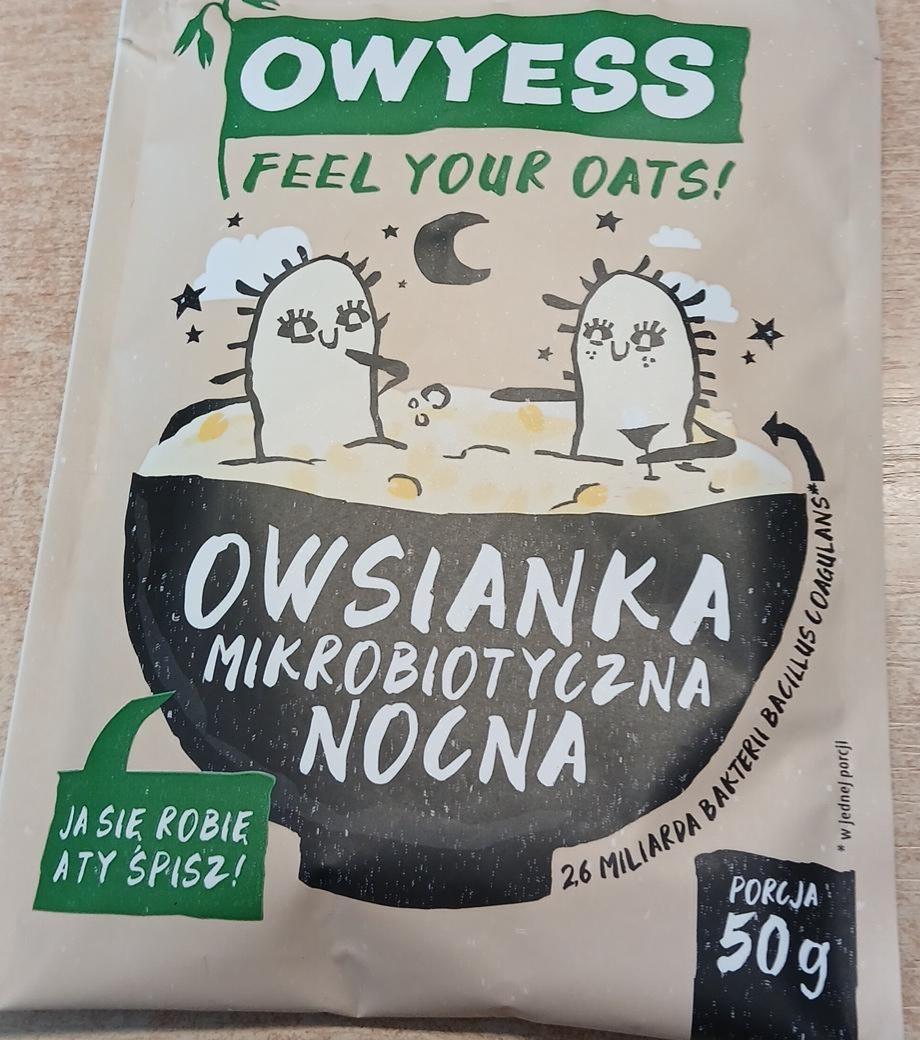 OWYESS
FEEL YOUR OATS!
OWSIANKA
MIKROBIOTYCZNA
NOCNA
JA SIĘ ROBIĘ
A TY ŚPISZ!
2,6 MILIARDA BAKTERII BACILLUS COAGULANS*
* w jednej porcji
PORCJA
50 g